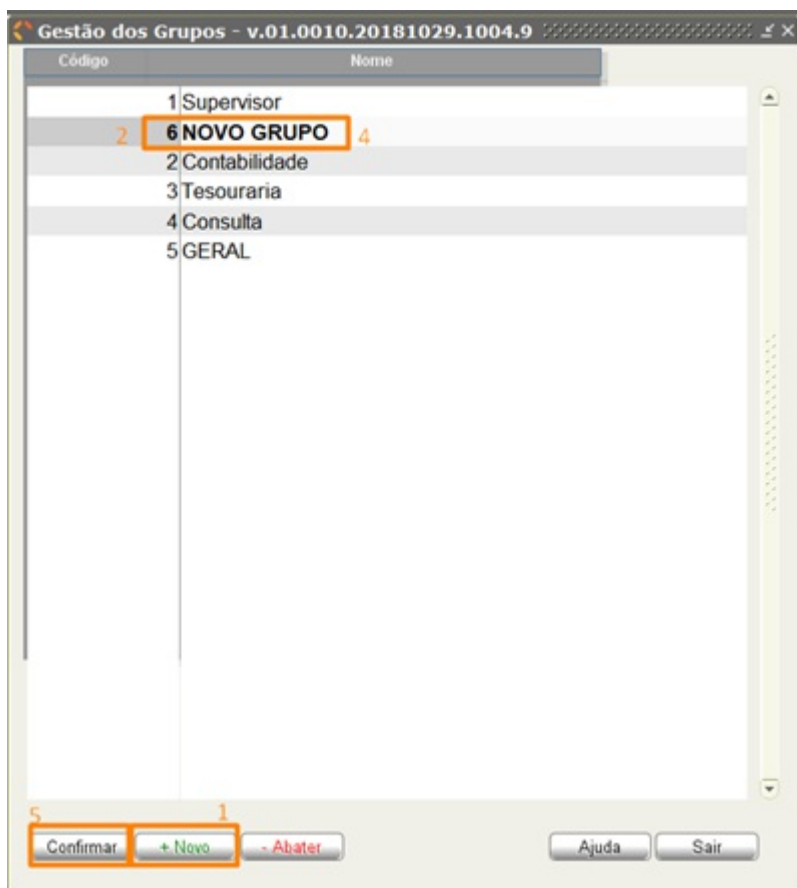 Gestão dos Grupos - v.01.0010.20181029.1004.9
Código Nome
1 Supervisor
2 6 NOVO GRUPO 4
2 Contabilidade
3 Tesouraria
4 Consulta
5 GERAL
5 1
Confirmar + Novo - Abater Ajuda Sair